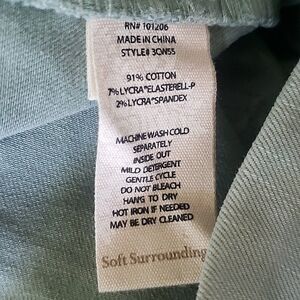 RN# 101206
MADE IN CHINA
STYLE# 3QW55
91% COTTON
7% LYCRA® ELASTERELL-P
2% LYCRA® SPANDEX
MACHINE WASH COLD
SEPARATELY
INSIDE OUT
MILD DETERGENT
GENTLE CYCLE
DO NOT BLEACH
HANG TO DRY
HOT IRON IF NEEDED
MAY BE DRY CLEANED
Soft Surrounding